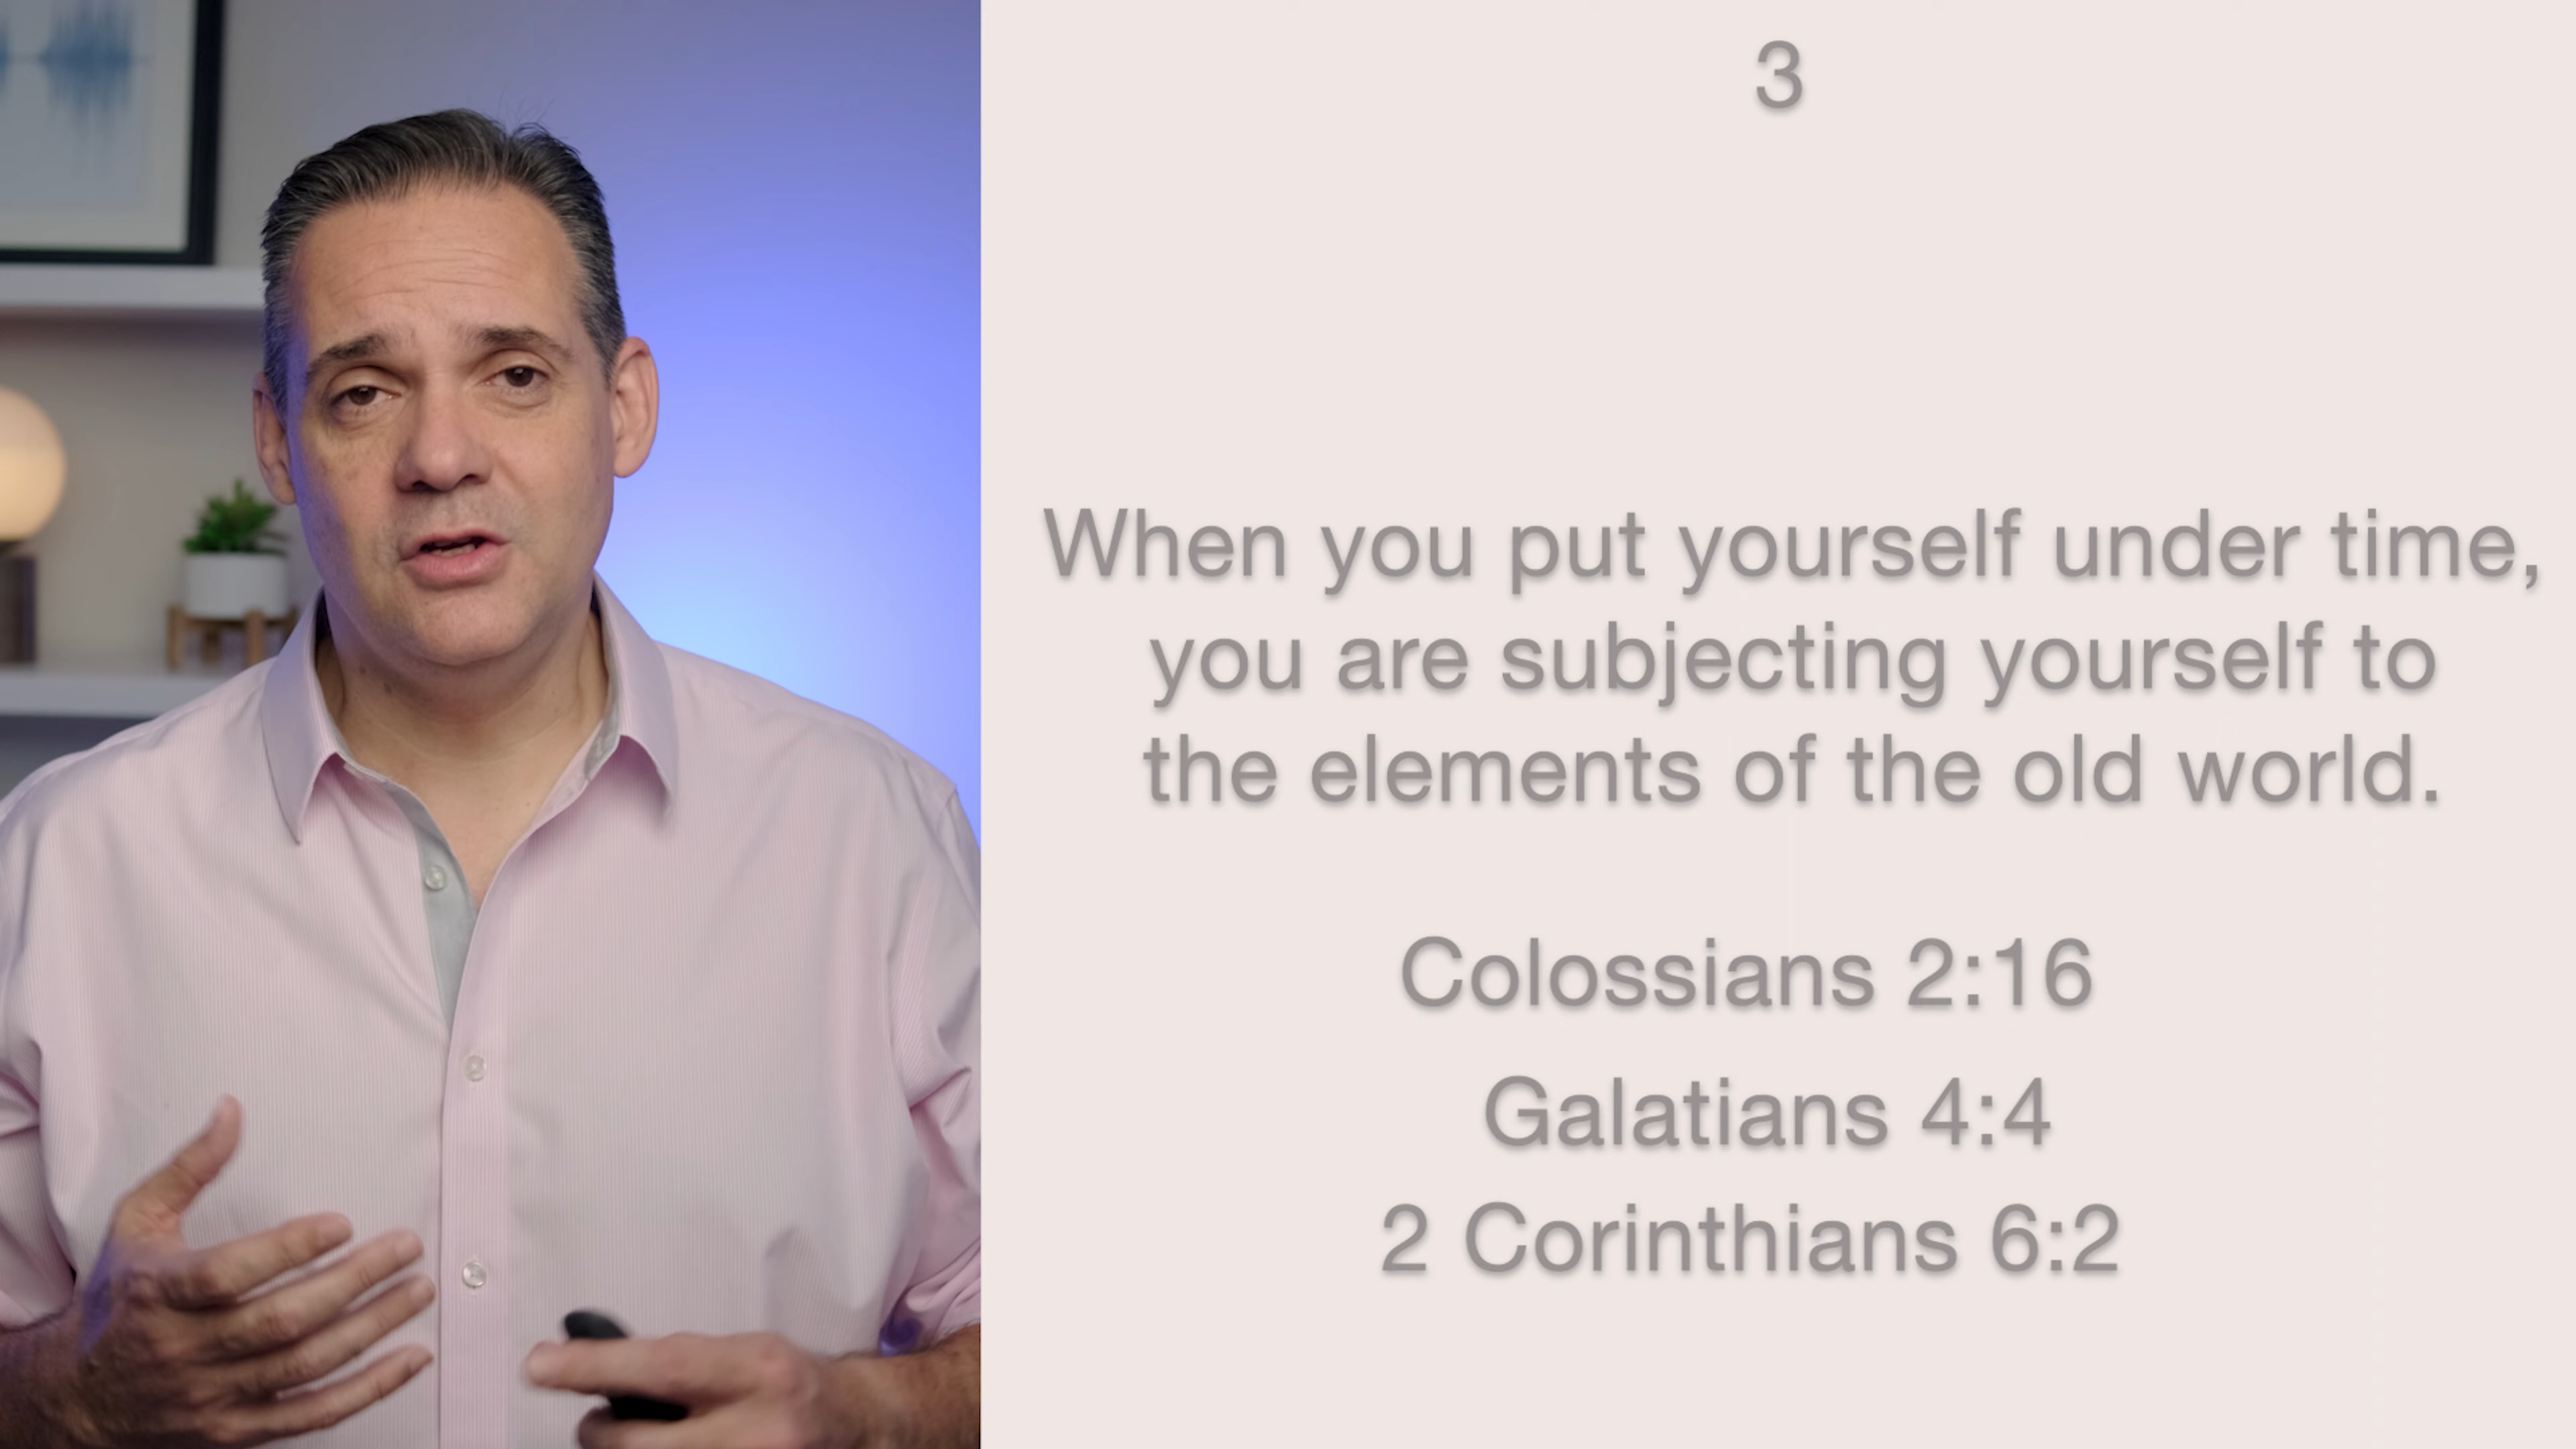 3
When you put yourself under time,
you are subjecting yourself to
the elements of the old world.
Colossians 2:16
Galatians 4:4
2 Corinthians 6:2